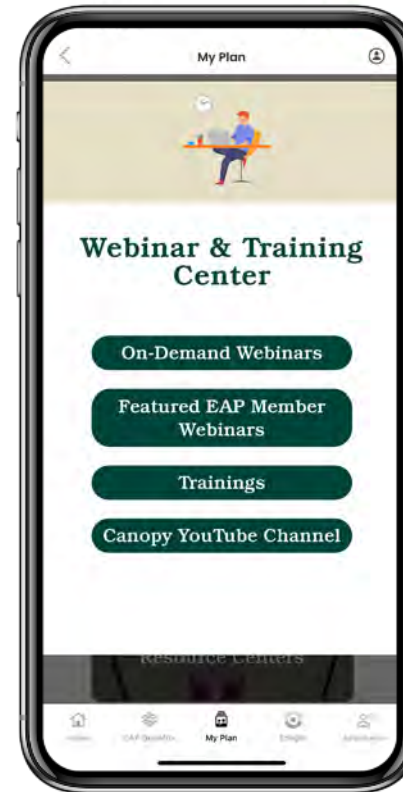 My Plan
Webinar & Training
Center
On-Demand Webinars
Featured EAP Member
Webinars
Trainings
Canopy YouTube Channel
Resource Centers
My Plan